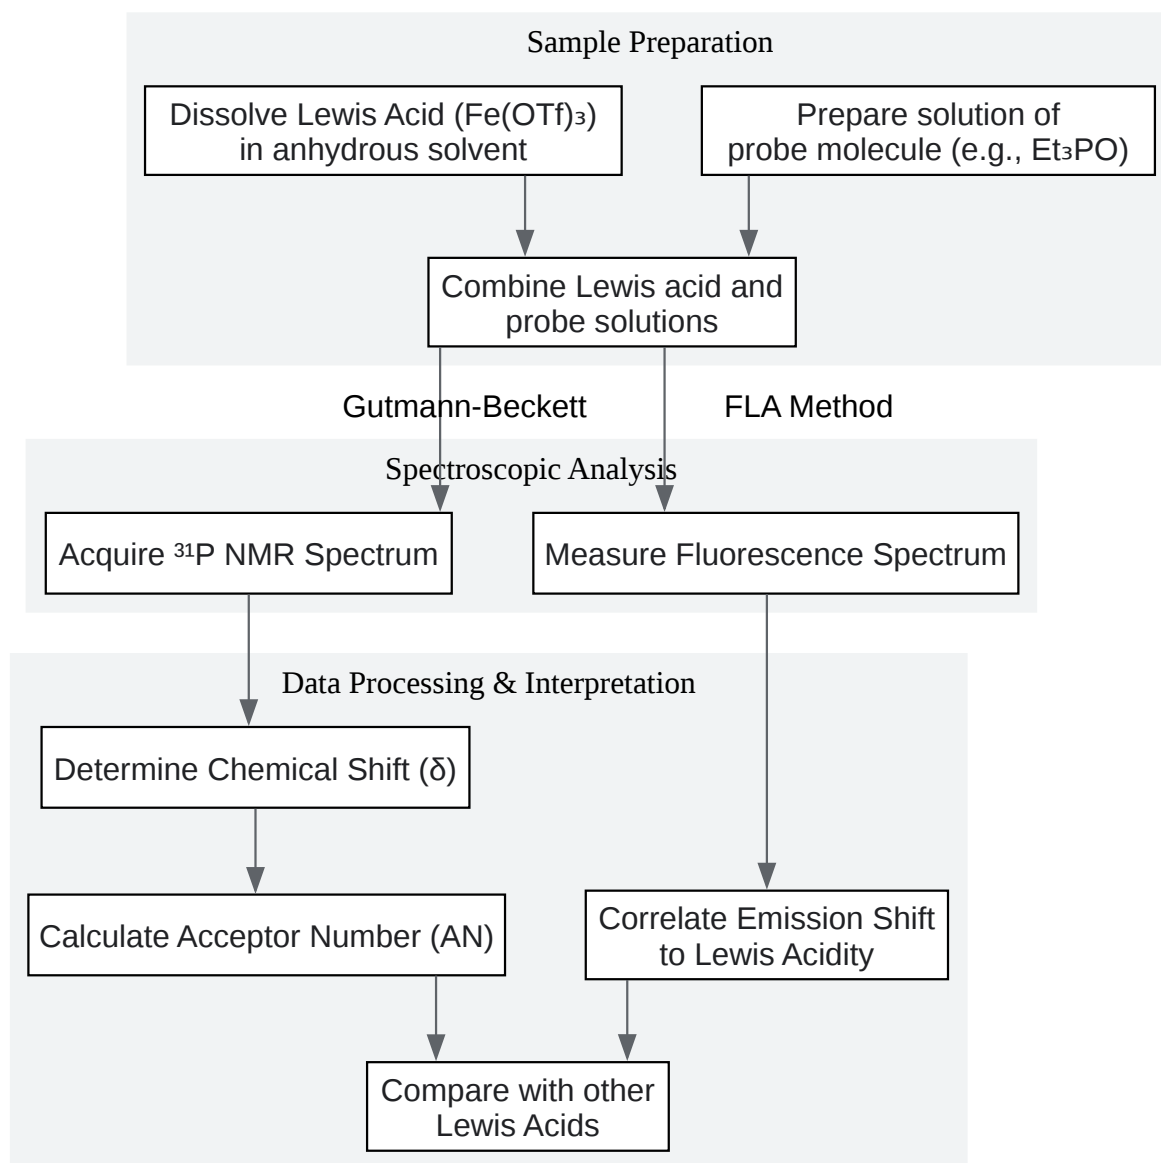 Sample Preparation
Dissolve Lewis Acid (Fe(OTf)₃)
in anhydrous solvent
Prepare solution of
probe molecule (e.g., Et₃PO)
Combine Lewis acid and
probe solutions
Gutmann-Beckett
FLA Method
Spectroscopic Analysis
Acquire ³¹P NMR Spectrum
Measure Fluorescence Spectrum
Data Processing & Interpretation
Determine Chemical Shift (δ)
Calculate Acceptor Number (AN)
Correlate Emission Shift
to Lewis Acidity
Compare with other
Lewis Acids